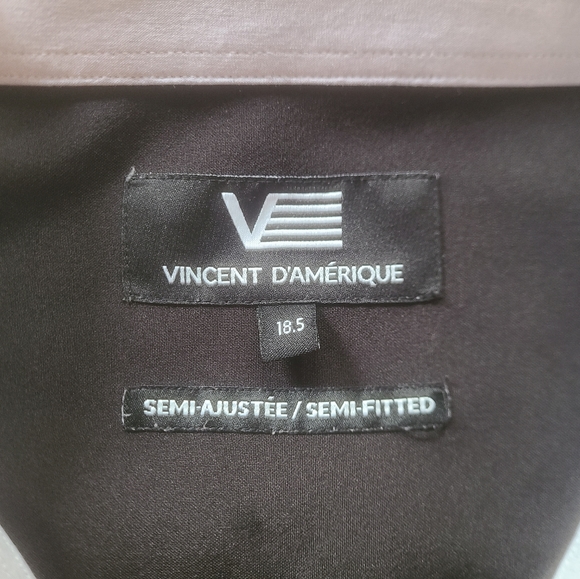 VINCENT D'AMÉRIQUE
18.5
SEMI-AJUSTÉE / SEMI-FITTED